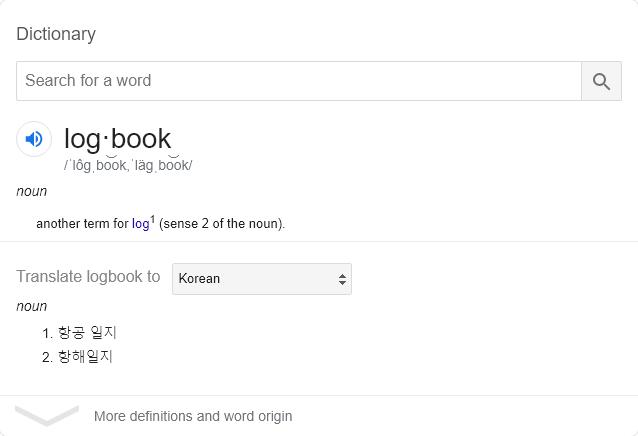 Dictionary
Search for a word
log·book
/ˈlôɡˌbo͝ok,ˈläɡˌbo͝ok/
noun
another term for log¹ (sense 2 of the noun).
Translate logbook to Korean
noun
1. 항공 일지
2. 항해일지
More definitions and word origin